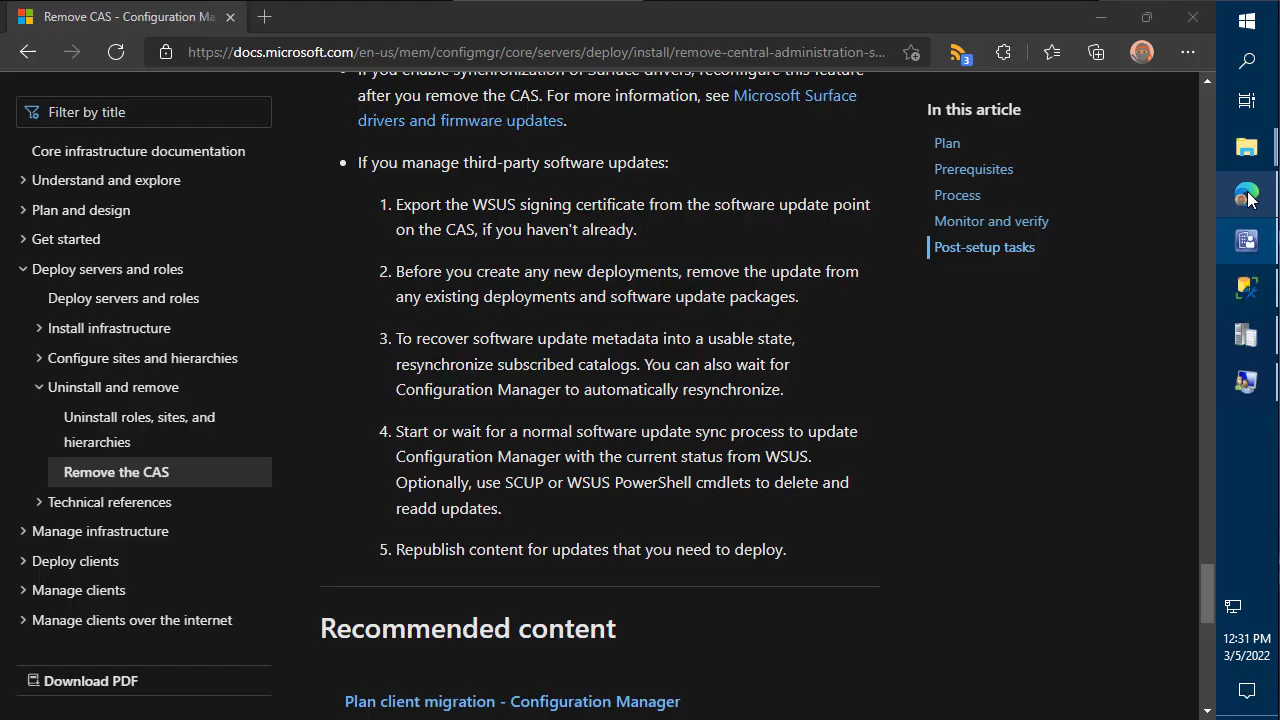 Remove CAS - Configuration Ma
https://docs.microsoft.com/en-us/mem/configmgr/core/servers/deploy/install/remove-central-administration-s...
3
Filter by title
Core infrastructure documentation
Understand and explore
Plan and design
Get started
Deploy servers and roles
Deploy servers and roles
Install infrastructure
Configure sites and hierarchies
Uninstall and remove
Uninstall roles, sites, and
hierarchies
Remove the CAS
Technical references
Manage infrastructure
Deploy clients
Manage clients
Manage clients over the internet
Download PDF
If you enable synchronization of Surface drivers, reconfigure this feature
after you remove the CAS. For more information, see Microsoft Surface
drivers and firmware updates.
If you manage third-party software updates:
1. Export the WSUS signing certificate from the software update point
on the CAS, if you haven't already.
2. Before you create any new deployments, remove the update from
any existing deployments and software update packages.
3. To recover software update metadata into a usable state,
resynchronize subscribed catalogs. You can also wait for
Configuration Manager to automatically resynchronize.
4. Start or wait for a normal software update sync process to update
Configuration Manager with the current status from WSUS.
Optionally, use SCUP or WSUS PowerShell cmdlets to delete and
readd updates.
5. Republish content for updates that you need to deploy.
Recommended content
Plan client migration - Configuration Manager
In this article
Plan
Prerequisites
Process
Monitor and verify
Post-setup tasks
12:31 PM
3/5/2022